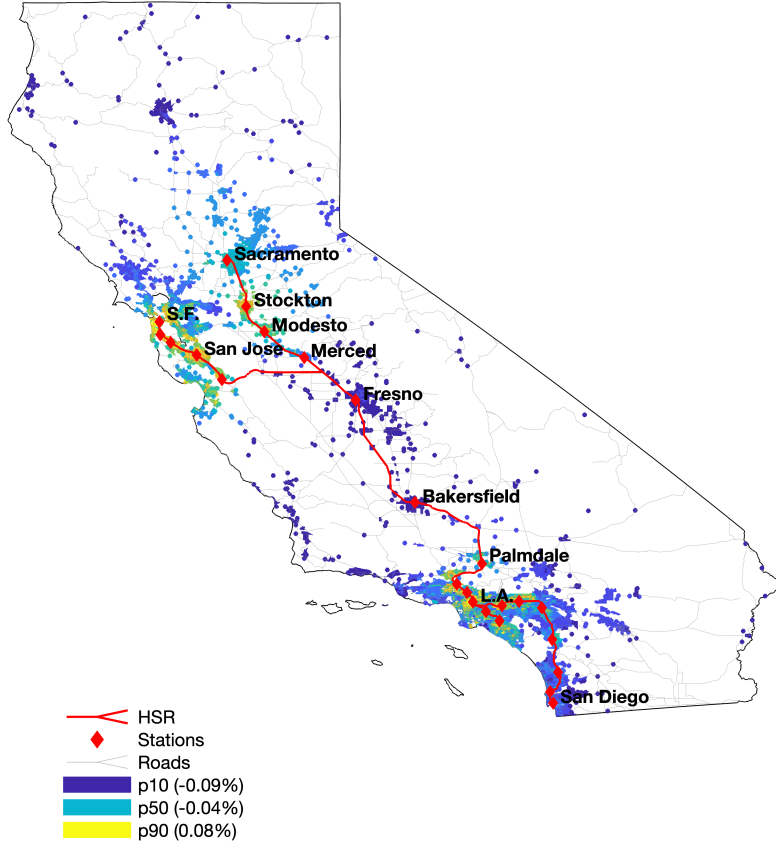 Sacramento
Stockton
S.F.
Modesto
San Jose
Merced
Fresno
Bakersfield
Palmdale
L.A.
San Diego
HSR
Stations
Roads
p10 (-0.09%)
p50 (-0.04%)
p90 (0.08%)